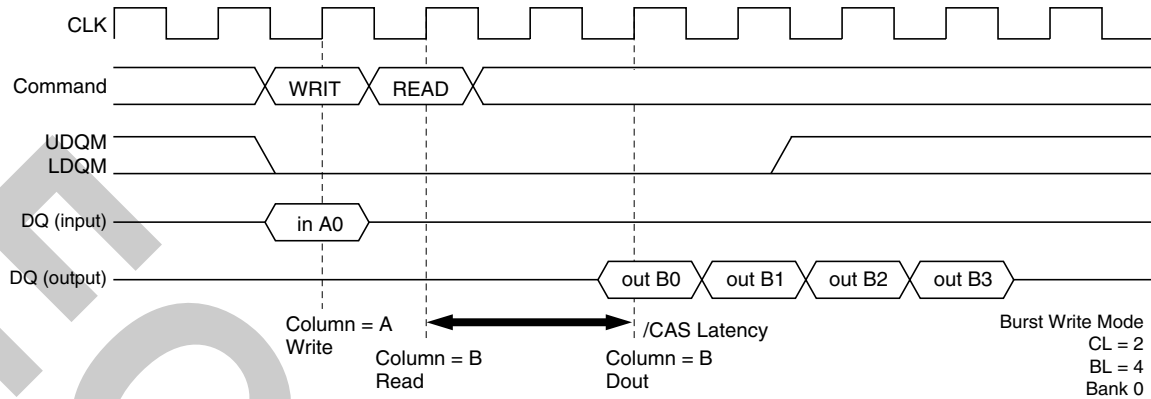 CLK
Command
WRIT
READ
UDQM
LDQM
DQ (input)
in A0
DQ (output)
out B0
out B1
out B2
out B3
Column = A
Write
Column = B
Read
/CAS Latency
Column = B
Dout
Burst Write Mode
CL = 2
BL = 4
Bank 0